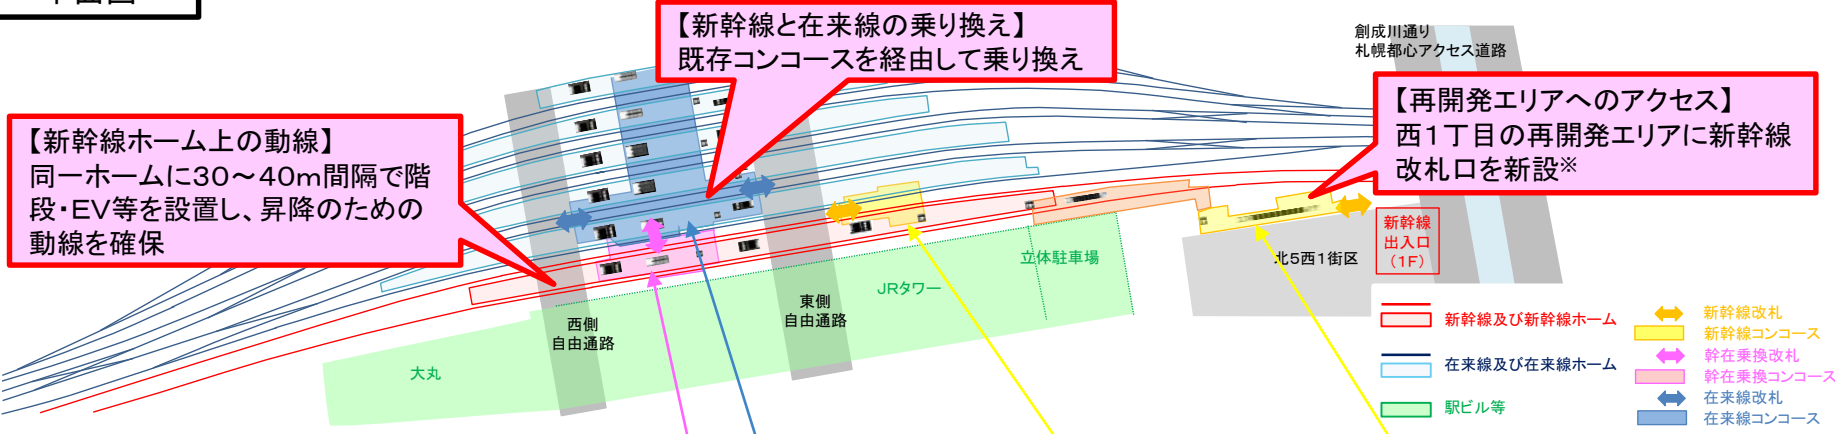 【新幹線と在来線の乗り換え】
既存コンコースを経由して乗り換え
創成川通り
札幌都心アクセス道路
【再開発エリアへのアクセス】
西1丁目の再開発エリアに新幹線
改札口を新設※
【新幹線ホーム上の動線】
同一ホームに30～40m間隔で階
段・EV等を設置し、昇降のための
動線を確保
新幹線
出入口
（1F）
北5西1街区
立体駐車場
JRタワー
東側
自由通路
西側
自由通路
大丸
新幹線及び新幹線ホーム
在来線及び在来線ホーム
駅ビル等
新幹線改札
新幹線コンコース
幹在乗換改札
幹在乗換コンコース
在来線改札
在来線コンコース